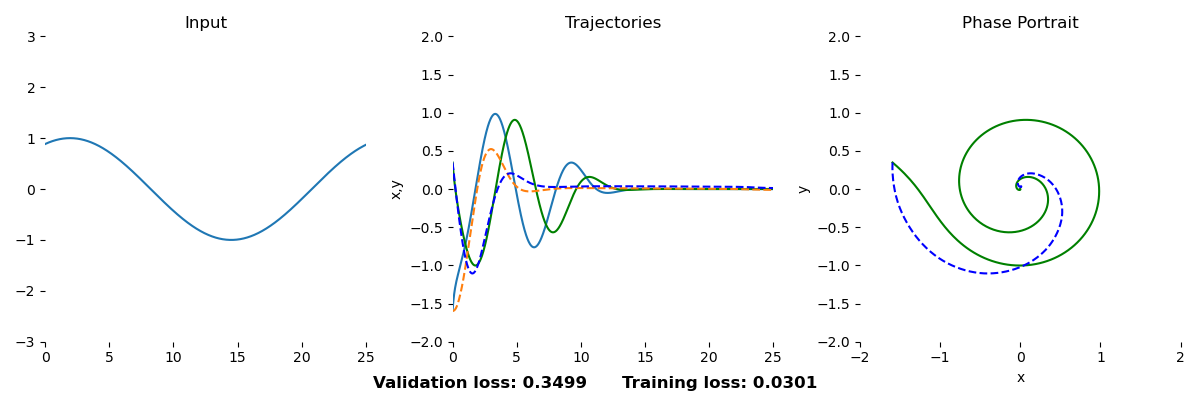 Input
3
2
1
0
−1
−2
−3
0 5 10 15 20 25
Trajectories
x,y
2.0
1.5
1.0
0.5
0.0
−0.5
−1.0
−1.5
−2.0
0 5 10 15 20 25
Phase Portrait
y
2.0
1.5
1.0
0.5
0.0
−0.5
−1.0
−1.5
−2.0
−2 −1 0 1 2
x
Validation loss: 0.3499 Training loss: 0.0301